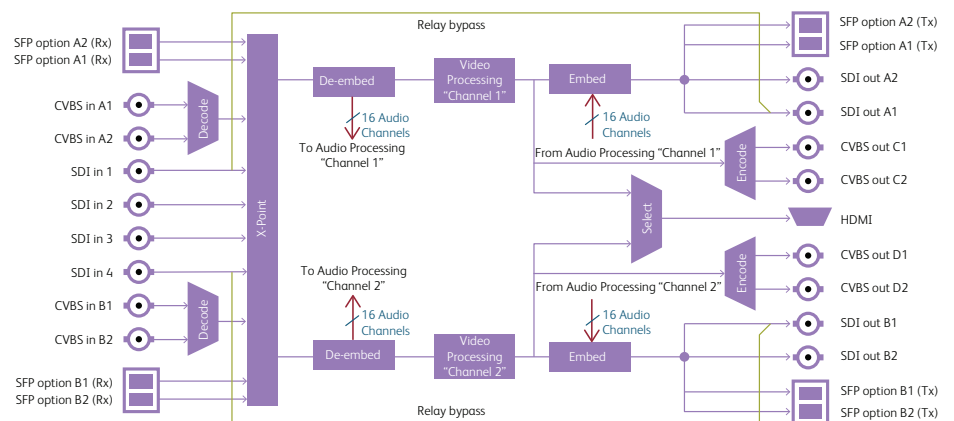 Relay bypass
SFP option A2 (Rx)
SFP option A1 (Rx)
CVBS in A1
CVBS in A2
Decode
SDI in 1
SDI in 2
SDI in 3
SDI in 4
CVBS in B1
CVBS in B2
Decode
SFP option B1 (Rx)
SFP option B2 (Rx)
X-Point
De-embed
16 Audio
Channels
To Audio Processing
“Channel 1”
Video
Processing
“Channel 1”
Embed
16 Audio
Channels
From Audio Processing “Channel 1”
Encode
Select
To Audio Processing
“Channel 2”
16 Audio
Channels
De-embed
Video
Processing
“Channel 2”
From Audio Processing “Channel 2”
16 Audio
Channels
Embed
Encode
SFP option A2 (Tx)
SFP option A1 (Tx)
SDI out A2
SDI out A1
CVBS out C1
CVBS out C2
HDMI
CVBS out D1
CVBS out D2
SDI out B1
SDI out B2
SFP option B1 (Tx)
SFP option B2 (Tx)
Relay bypass